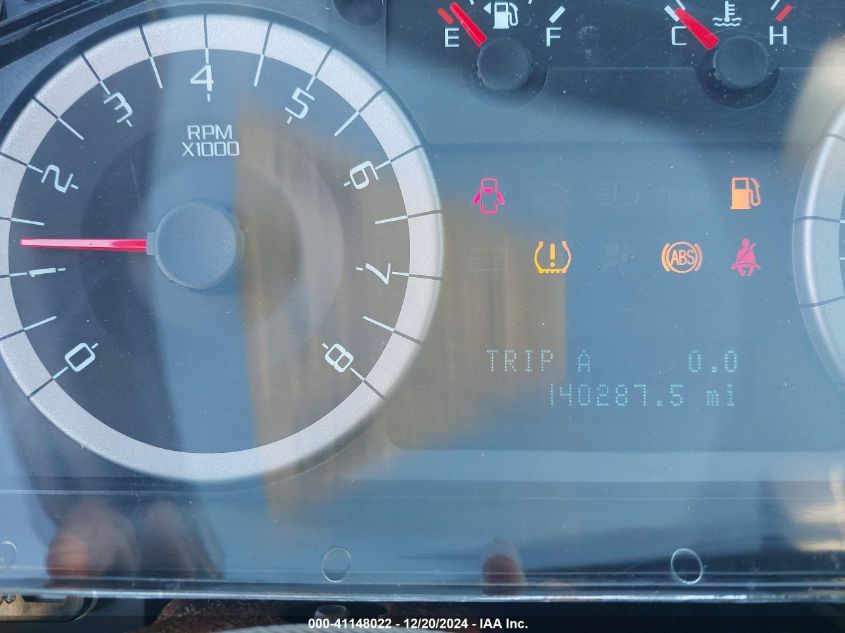 E F C H
0 1 2 3 4 5 6 7 8
RPM
X1000
ABS
TRIP A 0.0
140287.5 mi
000-41148022 - 12/20/2024 - IAA Inc.